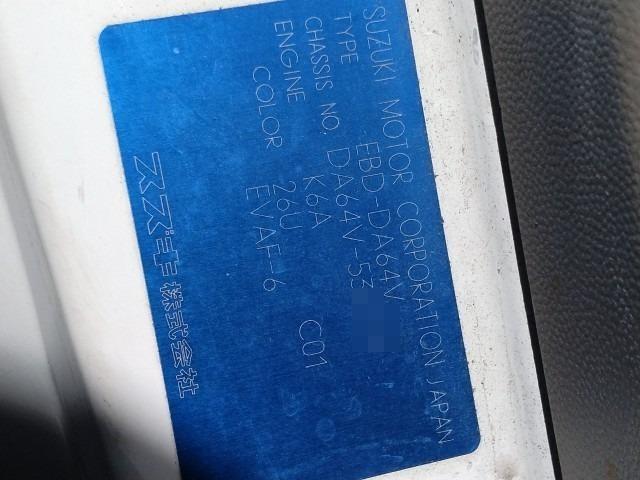 SUZUKI MOTOR CORPORATION JAPAN
TYPE EBD-DA64V
CHASSIS NO. DA64V-53
ENGINE K6A
COLOR 26U C01
EVAF-6
スズキ株式会社